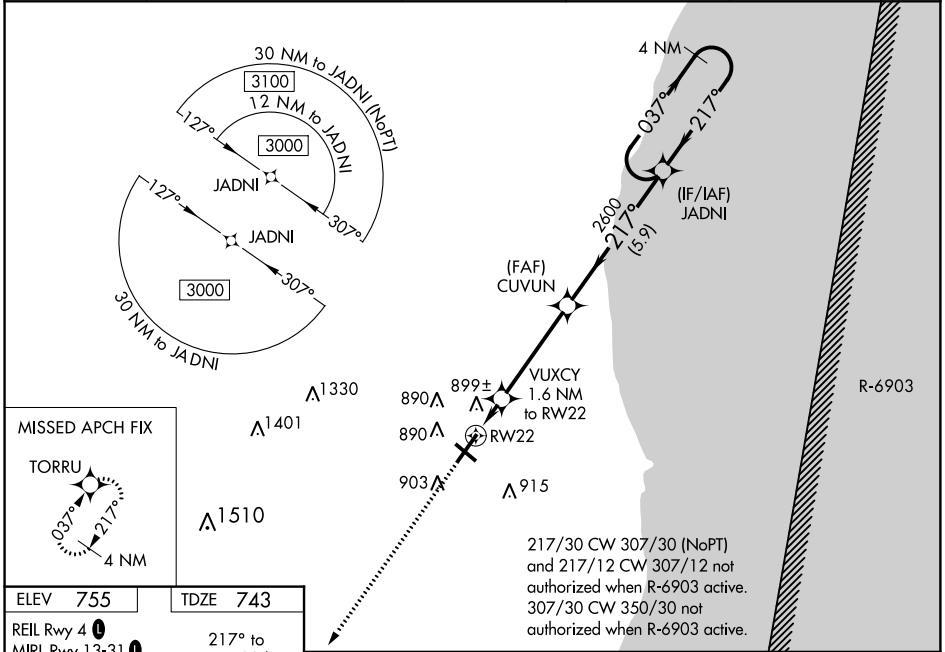 30 NM to JADNI (NoPT)
3100
12 NM to JADNI
127°
3000
JADNI
307°
127°
JADNI
307°
3000
30 NM to JADNI
4 NM
037°
217°
(IF/IAF)
JADNI
2600
217°
(5.9)
(FAF)
CUVUN
R-6903
VUXCY
1.6 NM
to RW22
899±
890
1330
1401
890
RW22
903
915
1510
MISSED APCH FIX
TORRU
037°
217°
4 NM
217/30 CW 307/30 (NoPT)
and 217/12 CW 307/12 not
authorized when R-6903 active.
307/30 CW 350/30 not
authorized when R-6903 active.
ELEV 755
TDZE 743
REIL Rwy 4 L
MIRL Rwy 13-31 L
217° to